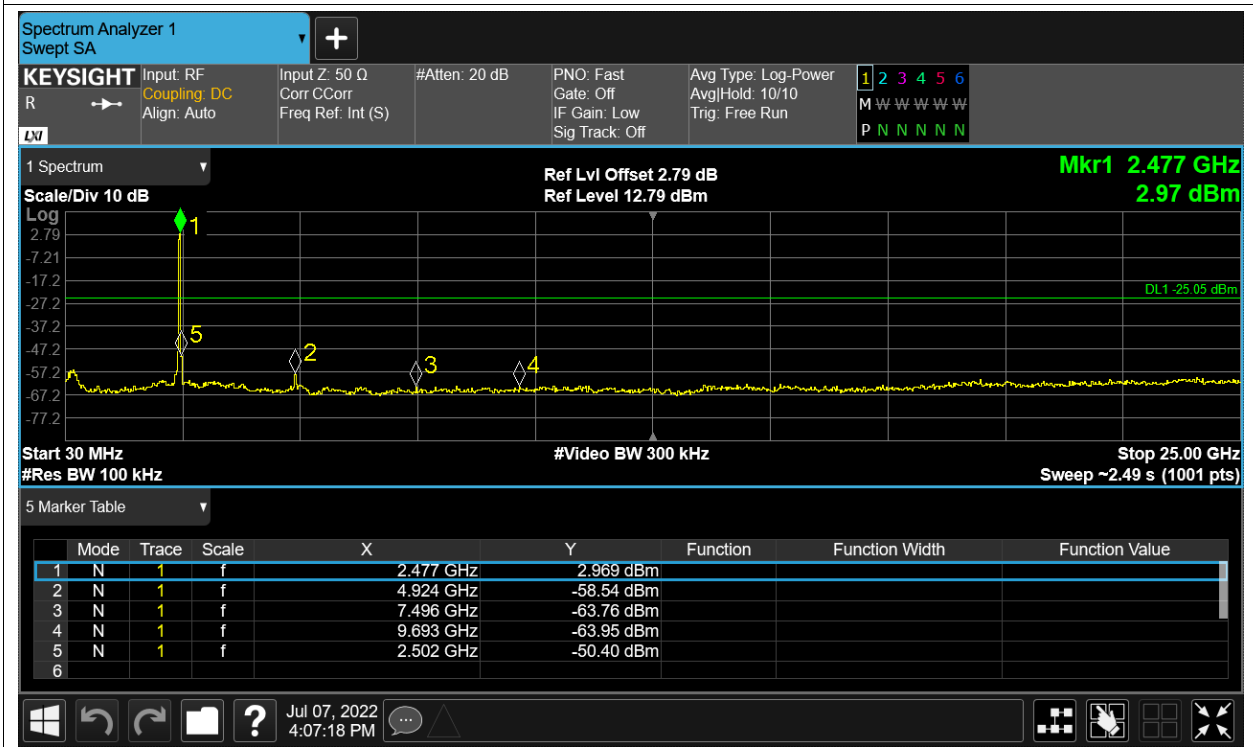 Spectrum Analyzer 1
Swept SA
+
KEYSIGHT
R
LXI
Input: RF
Coupling: DC
Align: Auto
Input Z: 50 Ω
Corr CCorr
Freq Ref: Int (S)
#Atten: 20 dB
PNO: Fast
Gate: Off
IF Gain: Low
Sig Track: Off
Avg Type: Log-Power
Avg|Hold: 10/10
Trig: Free Run
1 2 3 4 5 6
M W W W W W
P N N N N N
1 Spectrum
Scale/Div 10 dB
Ref Lvl Offset 2.79 dB
Ref Level 12.79 dBm
Mkr1 2.477 GHz
2.97 dBm
Log
2.79
-7.21
-17.2
-27.2
-37.2
-47.2
-57.2
-67.2
-77.2
1
5
2
3
4
DL1 -25.05 dBm
Start 30 MHz
#Video BW 300 kHz
Stop 25.00 GHz
#Res BW 100 kHz
Sweep ~2.49 s (1001 pts)
5 Marker Table
Mode Trace Scale X Y Function Function Width Function Value
1 N 1 f 2.477 GHz 2.969 dBm
2 N 1 f 4.924 GHz -58.54 dBm
3 N 1 f 7.496 GHz -63.76 dBm
4 N 1 f 9.693 GHz -63.95 dBm
5 N 1 f 2.502 GHz -50.40 dBm
6
?
Jul 07, 2022
4:07:18 PM